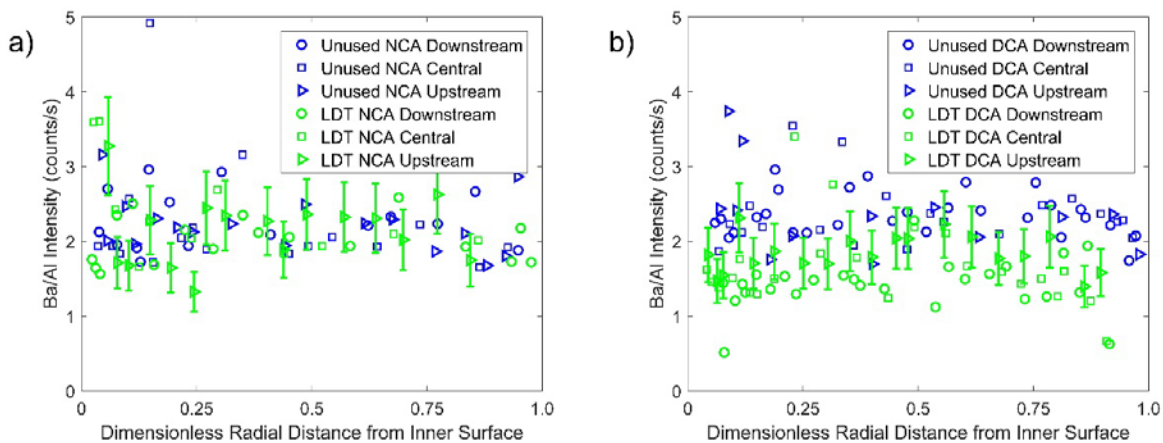 a)
Ba/Al Intensity (counts/s)
5
4
3
2
1
0
0
0.25
0.5
0.75
1.0
Dimensionless Radial Distance from Inner Surface
Unused NCA Downstream
Unused NCA Central
Unused NCA Upstream
LDT NCA Downstream
LDT NCA Central
LDT NCA Upstream
b)
Ba/Al Intensity (counts/s)
5
4
3
2
1
0
0
0.25
0.5
0.75
1.0
Dimensionless Radial Distance from Inner Surface
Unused DCA Downstream
Unused DCA Central
Unused DCA Upstream
LDT DCA Downstream
LDT DCA Central
LDT DCA Upstream